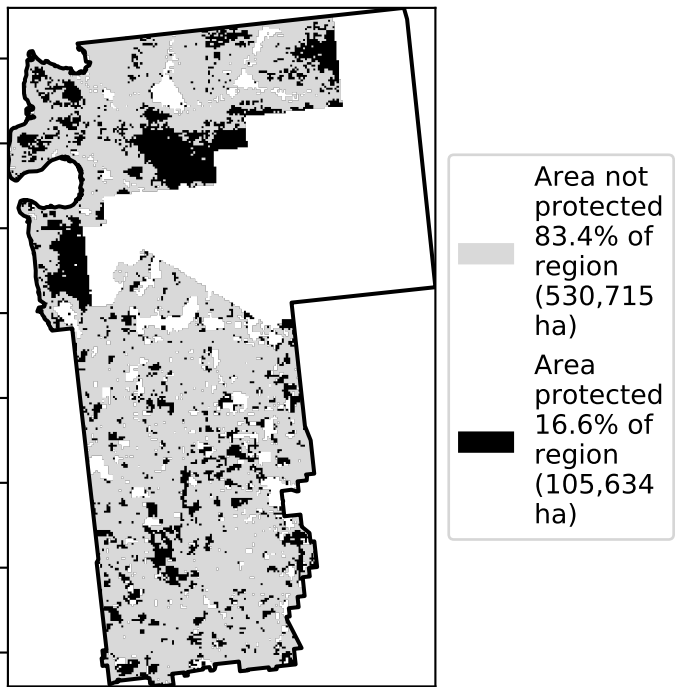 Area not
protected
83.4% of
region
(530,715
ha)
Area
protected
16.6% of
region
(105,634
ha)